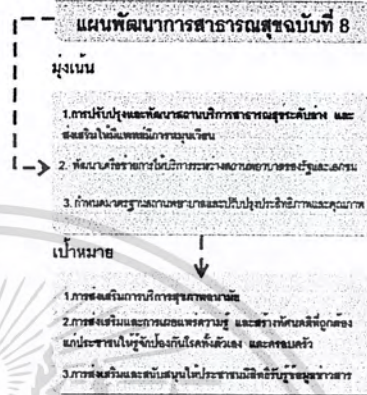 แผนพัฒนาการสาธารณสุขฉบับที่ 8
มุ่งเน้น
1.การปรับปรุงและพัฒนาสถานบริการสาธารณสุขระดับล่าง และ
ส่งเสริมให้มีแพทย์มีการหมุนเวียน
2. พัฒนาเครือข่ายการให้บริการระหว่างสถานพยาบาลของรัฐและเอกชน
3. กำหนดมาตรฐานสถานพยาบาลและปรับปรุงประสิทธิภาพและคุณภาพ
เป้าหมาย
1.การส่งเสริมการบริการสุขภาพอนามัย
2.การส่งเสริมและการเผยแพร่ความรู้ และสร้างทัศนคติที่ถูกต้อง
แก่ประชาชนให้รู้จักป้องกันโรคทั้งตัวเอง และครอบครัว
3.การส่งเสริมและสนับสนุนให้ประชาชนมีสิทธิรับรู้ข้อมูลข่าวสาร